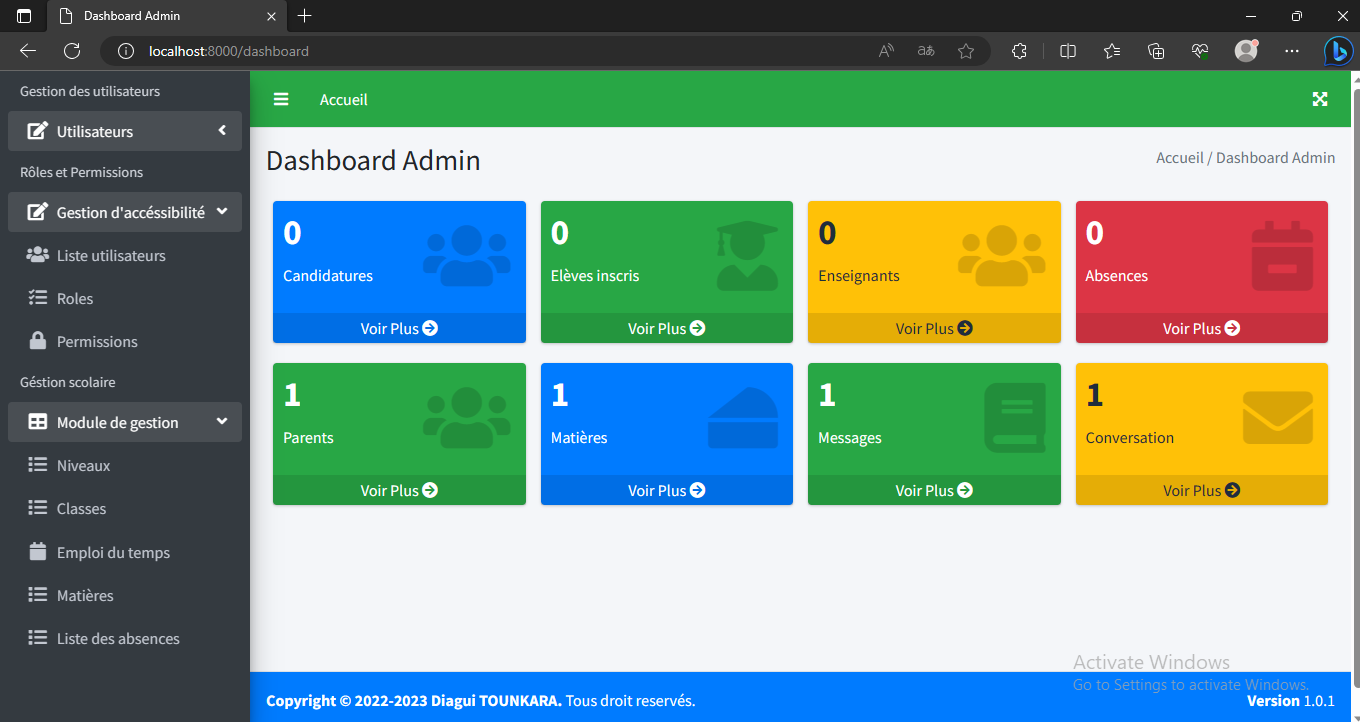 Dashboard Admin
localhost:8000/dashboard
Gestion des utilisateurs
Utilisateurs
Rôles et Permissions
Gestion d'accéssibilité
Liste utilisateurs
Roles
Permissions
Géstion scolaire
Module de gestion
Niveaux
Classes
Emploi du temps
Matières
Liste des absences
Accueil
Dashboard Admin
Accueil / Dashboard Admin
0
Candidatures
Voir Plus
0
Elèves inscris
Voir Plus
0
Enseignants
Voir Plus
0
Absences
Voir Plus
1
Parents
Voir Plus
1
Matières
Voir Plus
1
Messages
Voir Plus
1
Conversation
Voir Plus
Activate Windows
Go to Settings to activate Windows.
Copyright © 2022-2023 Diagui TOUNKARA. Tous droit reservés.
Version 1.0.1